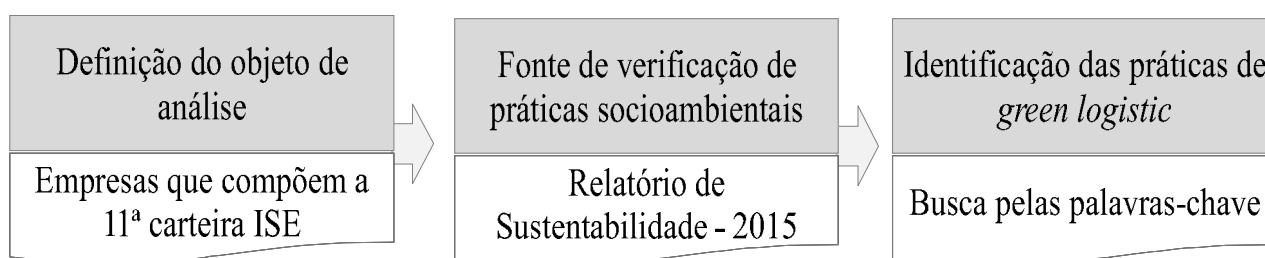 Definição do objeto de
análise
Empresas que compõem a
11ª carteira ISE
Fonte de verificação de
práticas socioambientais
Relatório de
Sustentabilidade - 2015
Identificação das práticas de
green logistic
Busca pelas palavras-chave